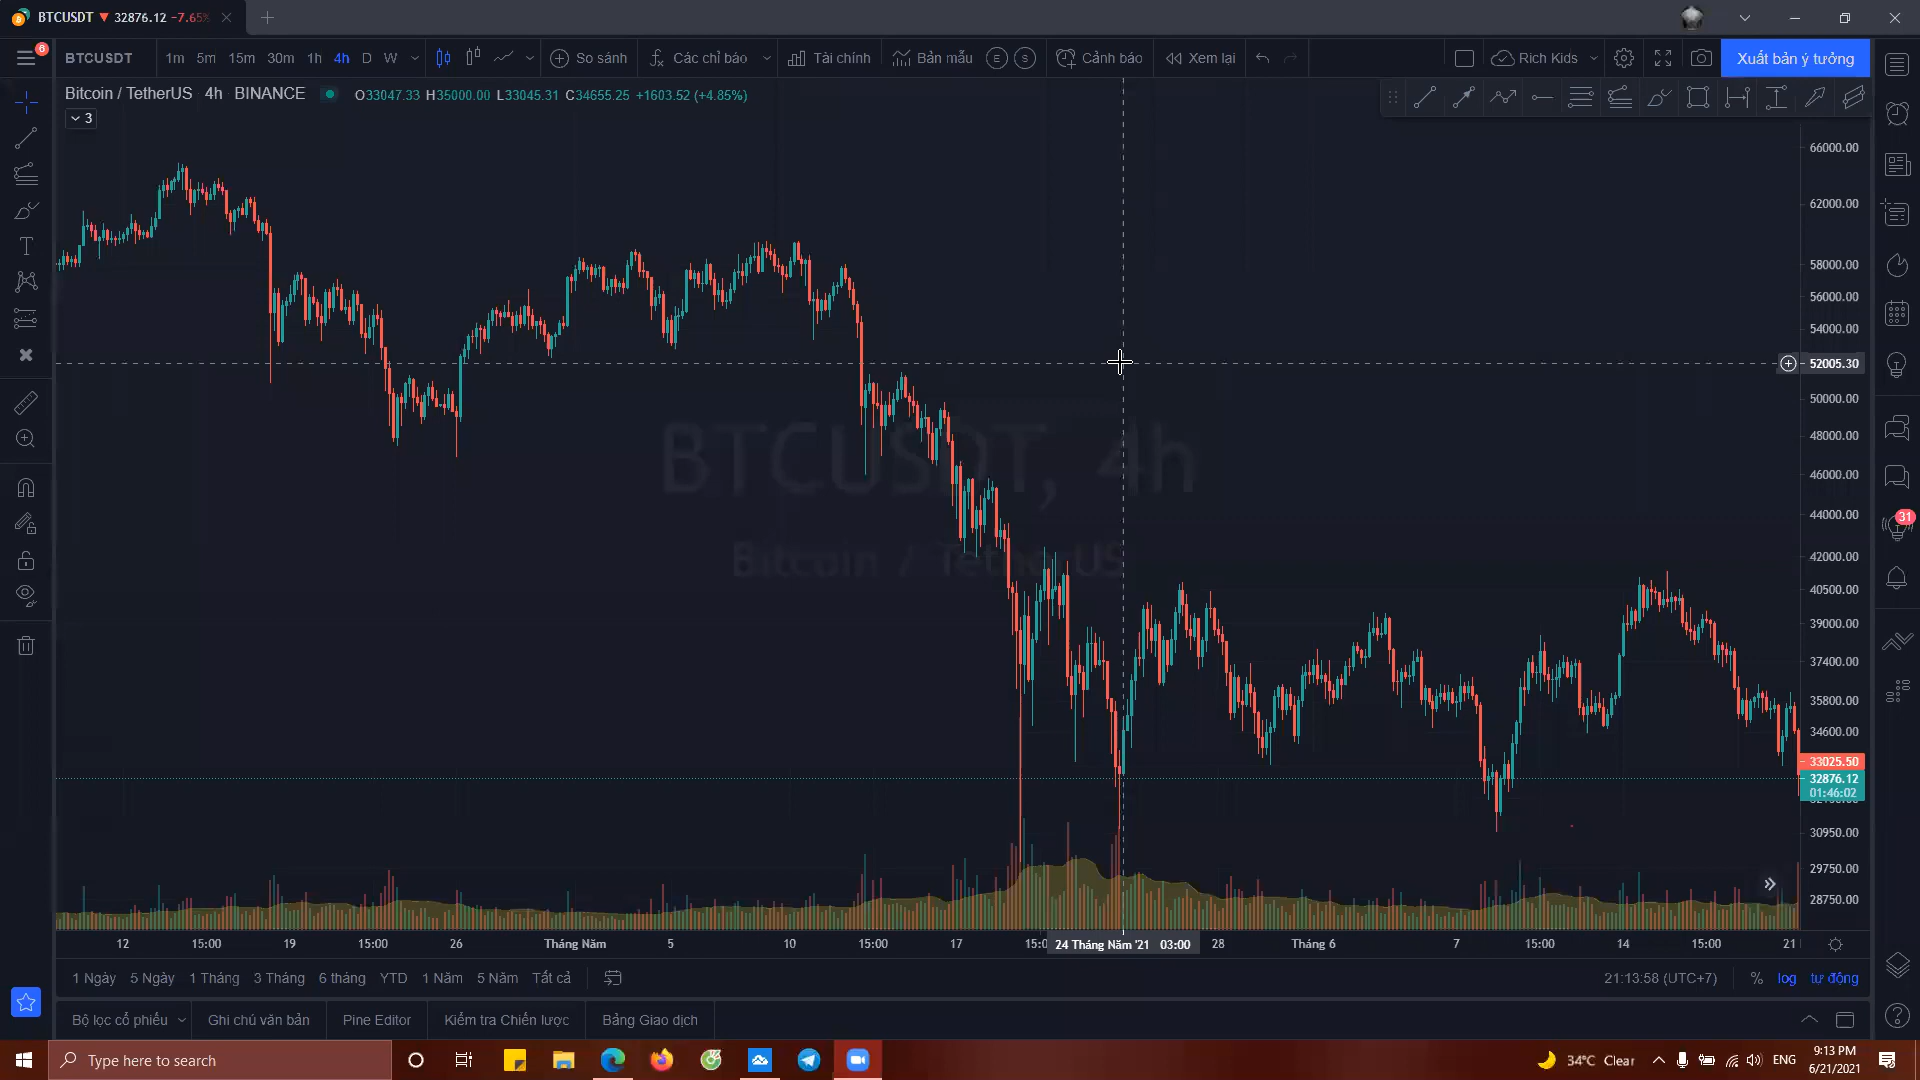 BTCUSDT ▼ 32876.12 −7.65%
6
BTCUSDT 1m 5m 15m 30m 1h 4h D W So sánh Các chỉ báo Tài chính Bản mẫu E S Cảnh báo Xem lại Rich Kids Xuất bản ý tưởng
Bitcoin / TetherUS 4h BINANCE O33047.33 H35000.00 L33045.31 C34655.25 +1603.52 (+4.85%)
3
66000.00
62000.00
58000.00
56000.00
54000.00
52005.30
50000.00
48000.00
46000.00
44000.00
42000.00
40500.00
39000.00
37400.00
35800.00
34600.00
33025.50
32876.12
01:46:02
30950.00
29750.00
28750.00
BTCUSDT, 4h
Bitcoin / TetherUS
31
12 15:00 19 15:00 26 Tháng Năm 5 10 15:00 17 24 Tháng Năm '21 03:00 28 Tháng 6 7 15:00 14 15:00 21
1 Ngày 5 Ngày 1 Tháng 3 Tháng 6 tháng YTD 1 Năm 5 Năm Tất cả 21:13:58 (UTC+7) % log tự động
Bộ lọc cổ phiếu Ghi chú văn bản Pine Editor Kiểm tra Chiến lược Bảng Giao dịch
Type here to search 34°C Clear ENG 9:13 PM
6/21/2021